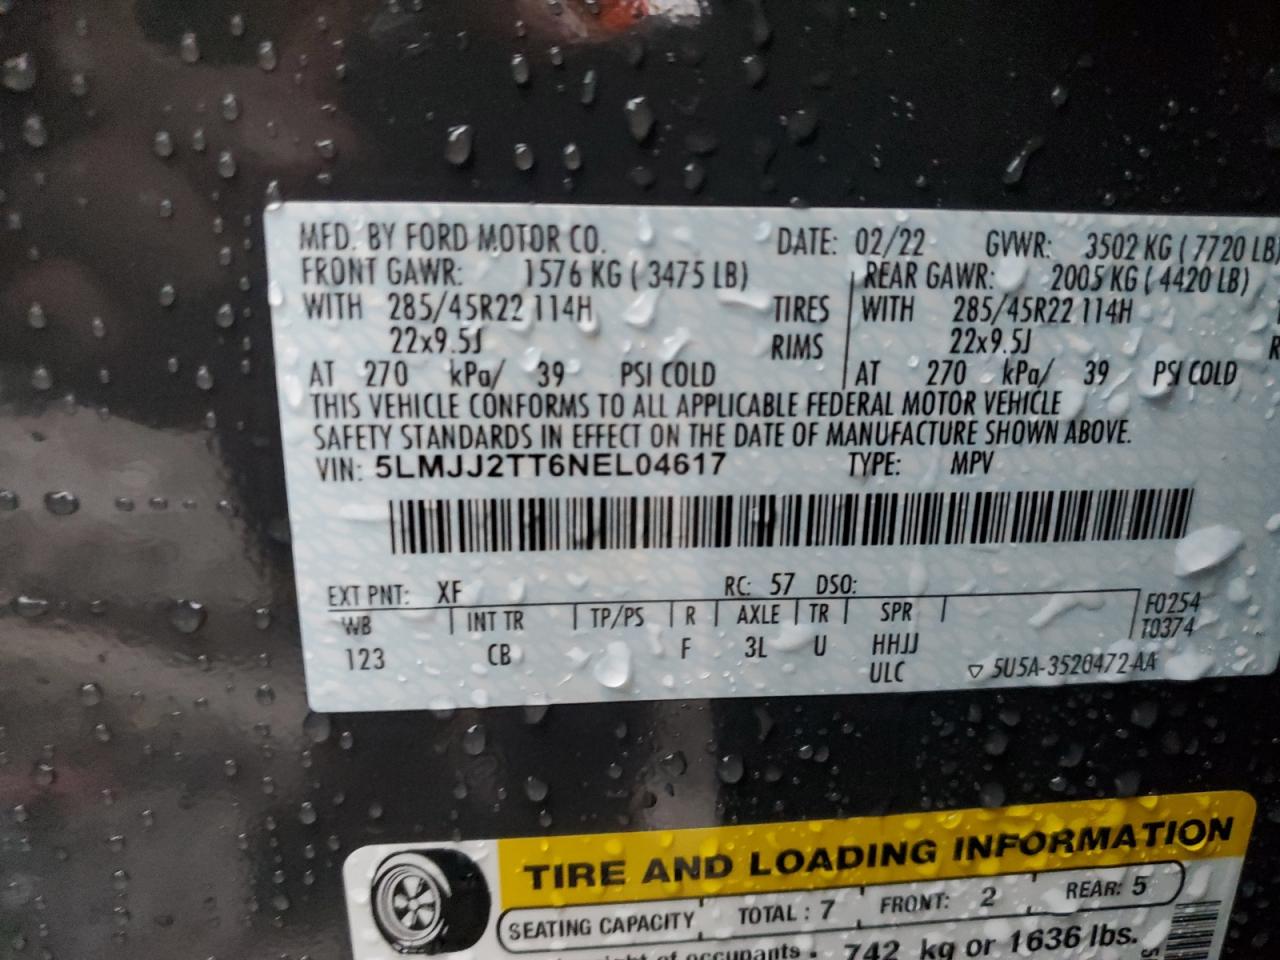 MFD. BY FORD MOTOR CO. DATE: 02/22 GVWR: 3502 KG ( 7720 LB)
FRONT GAWR: 1576 KG ( 3475 LB) REAR GAWR: 2005 KG ( 4420 LB)
WITH 285/45R22 114H TIRES WITH 285/45R22 114H
22x9.5J RIMS 22x9.5J R
AT 270 kPa/ 39 PSI COLD AT 270 kPa/ 39 PSI COLD
THIS VEHICLE CONFORMS TO ALL APPLICABLE FEDERAL MOTOR VEHICLE
SAFETY STANDARDS IN EFFECT ON THE DATE OF MANUFACTURE SHOWN ABOVE.
VIN: 5LMJJ2TT6NEL04617 TYPE: MPV
EXT PNT: XF RC: 57 DSO:
WB INT TR TP/PS R AXLE TR SPR F0254
T0374
123 CB F 3L U HHJJ
ULC 5U5A-3520472-AA
TIRE AND LOADING INFORMATION
SEATING CAPACITY TOTAL : 7 FRONT: 2 REAR: 5
of occupants 742 kg or 1636 lbs.